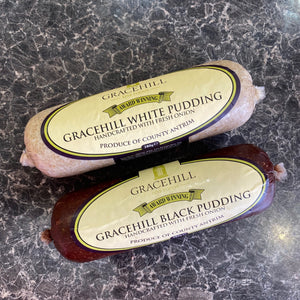 GRACEHILL
AWARD WINNING
GRACEHILL WHITE PUDDING
HANDCRAFTED WITH FRESH ONION
PRODUCE OF COUNTY ANTRIM
GRACEHILL
AWARD WINNING
GRACEHILL BLACK PUDDING
HANDCRAFTED WITH FRESH ONION
PRODUCE OF COUNTY ANTRIM